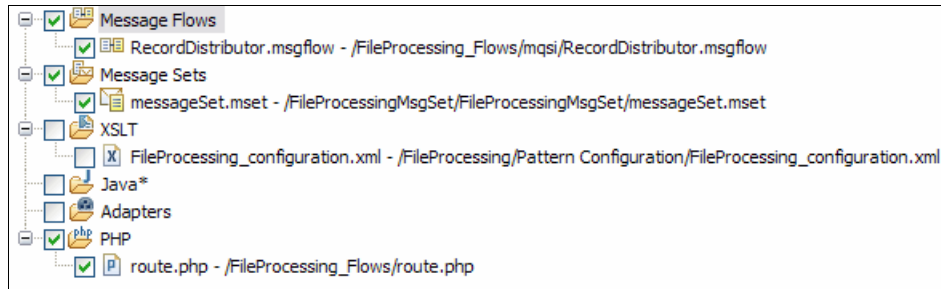 Message Flows
RecordDistributor.msgflow - /FileProcessing_Flows/mqsi/RecordDistributor.msgflow
Message Sets
messageSet.mset - /FileProcessingMsgSet/FileProcessingMsgSet/messageSet.mset
XSLT
FileProcessing_configuration.xml - /FileProcessing/Pattern Configuration/FileProcessing_configuration.xml
Java*
Adapters
php PHP
route.php - /FileProcessing_Flows/route.php